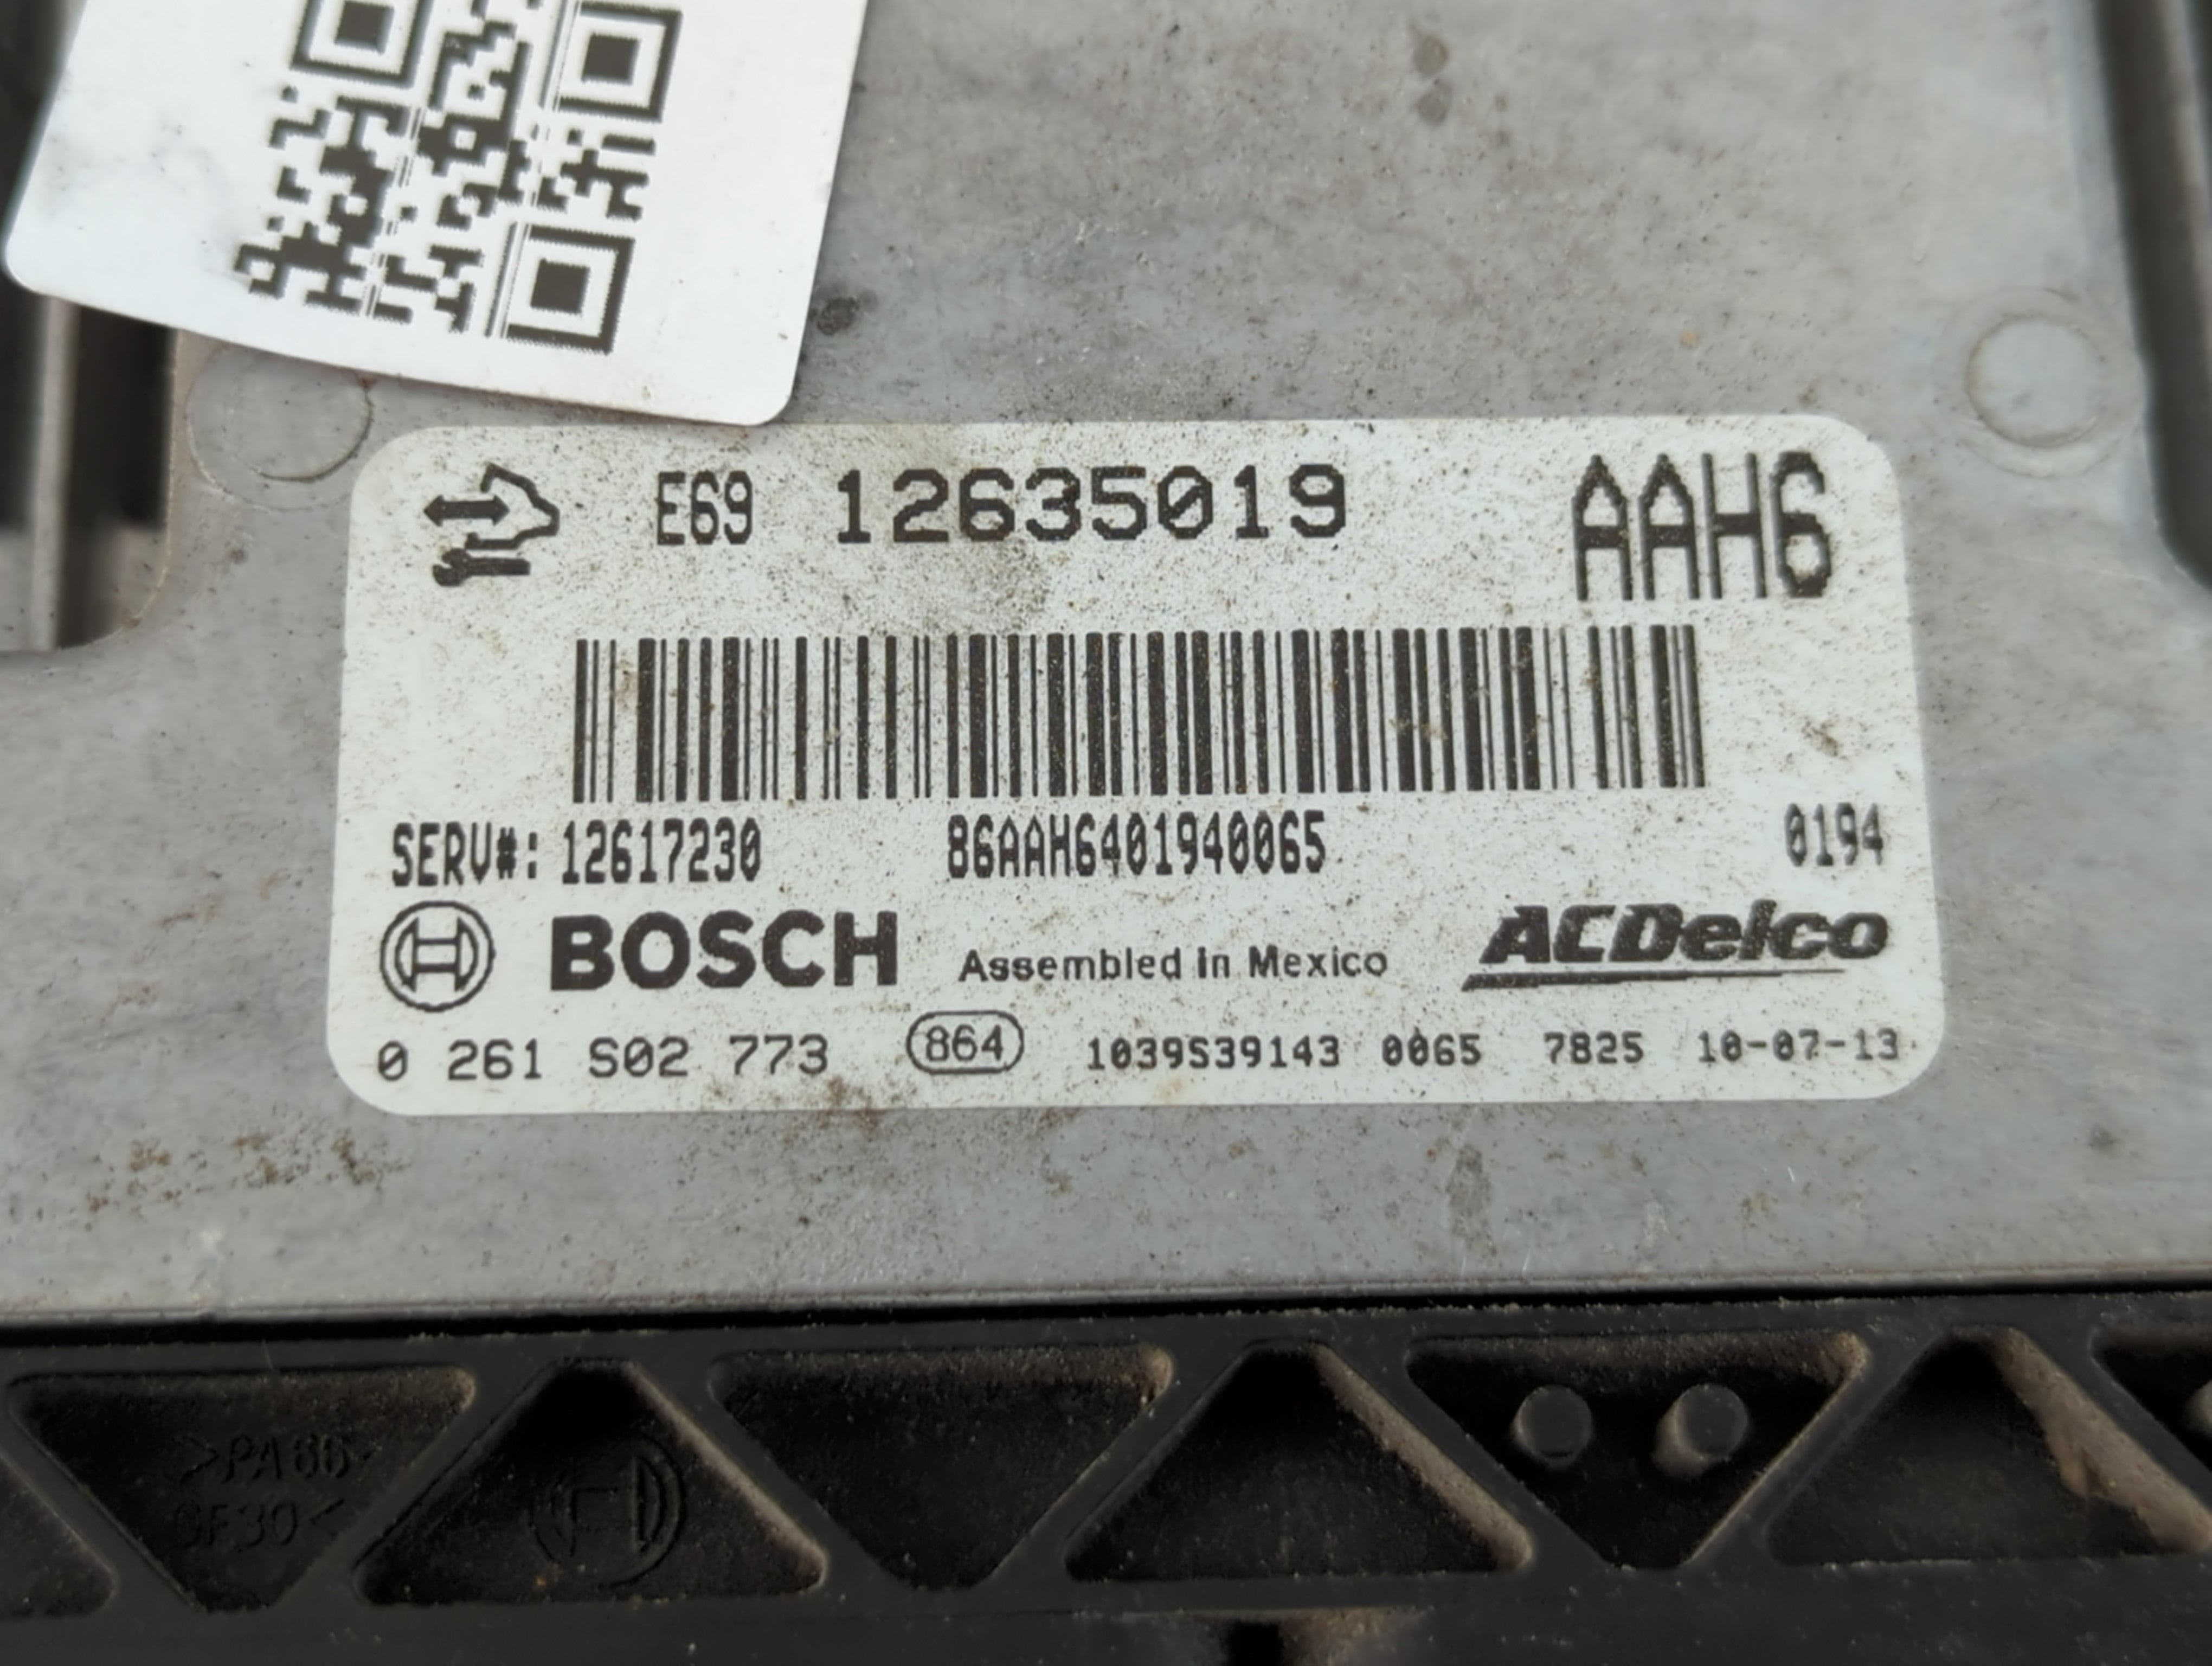 E69 12635019 AAH6
SERV#: 12617230 86AAH6401940065 0194
BOSCH Assembled in Mexico ACDelco
0 261 S02 773 864 1039S39143 0065 7825 10-07-13
>PA66-
GF30<